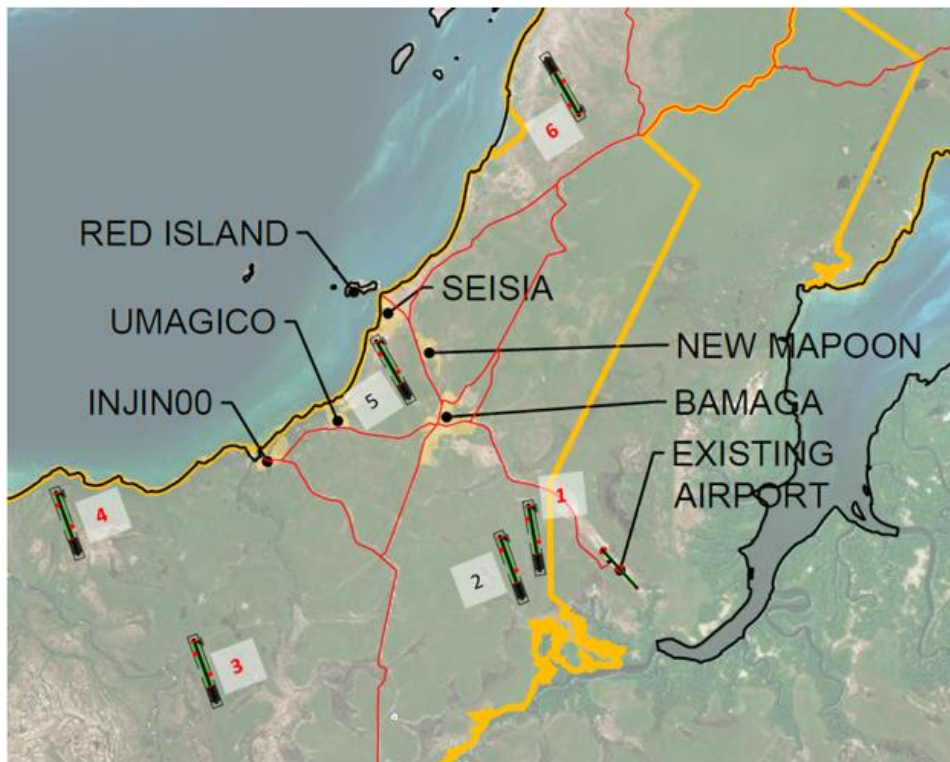 6
RED ISLAND
SEISIA
UMAGICO
NEW MAPOON
INJIN00
5
BAMAGA
EXISTING
AIRPORT
1
4
2
3